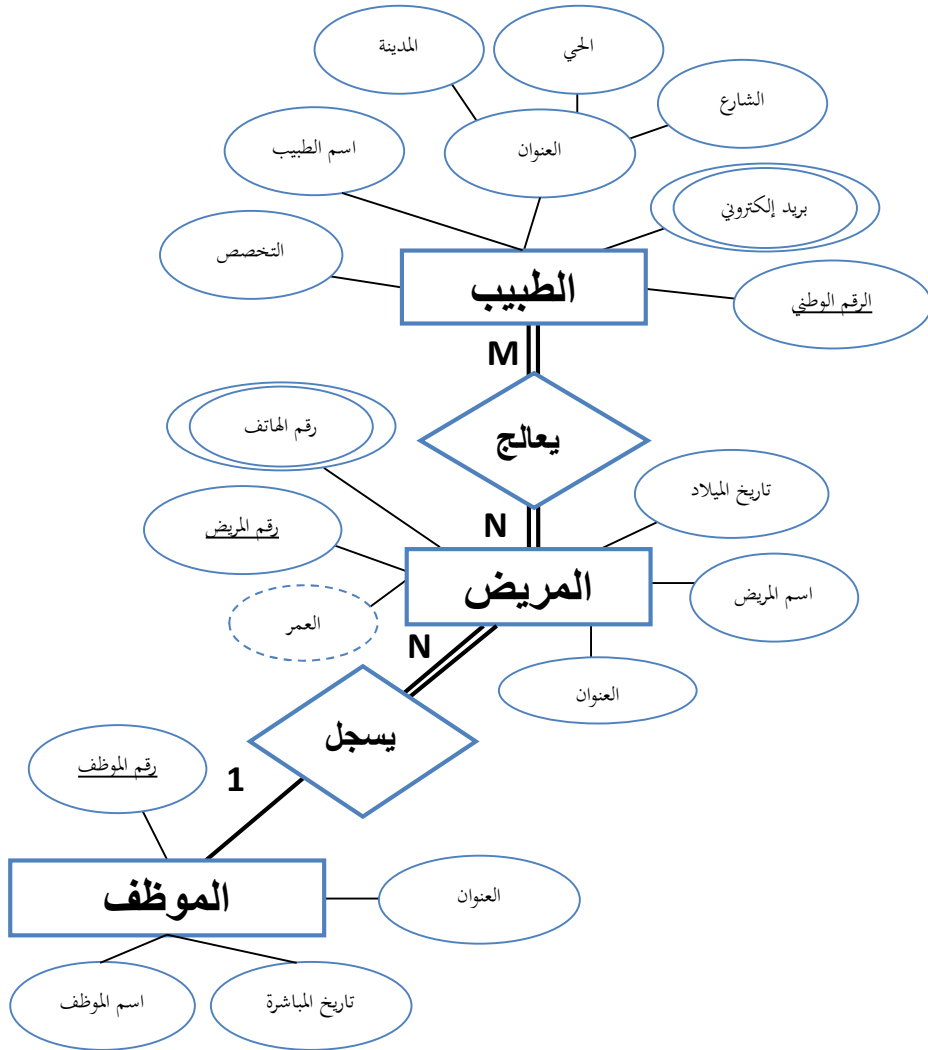 الحي
المدينة
الشارع
العنوان
اسم الطبيب
بريد إلكتروني
التخصص
الطبيب
الرقم الوطني
M
رقم الهاتف
يعالج
تاريخ الميلاد
رقم المريض
N
المريض
اسم المريض
العمر
N
العنوان
يسجل
رقم الموظف
1
الموظف
العنوان
تاريخ المباشرة
اسم الموظف